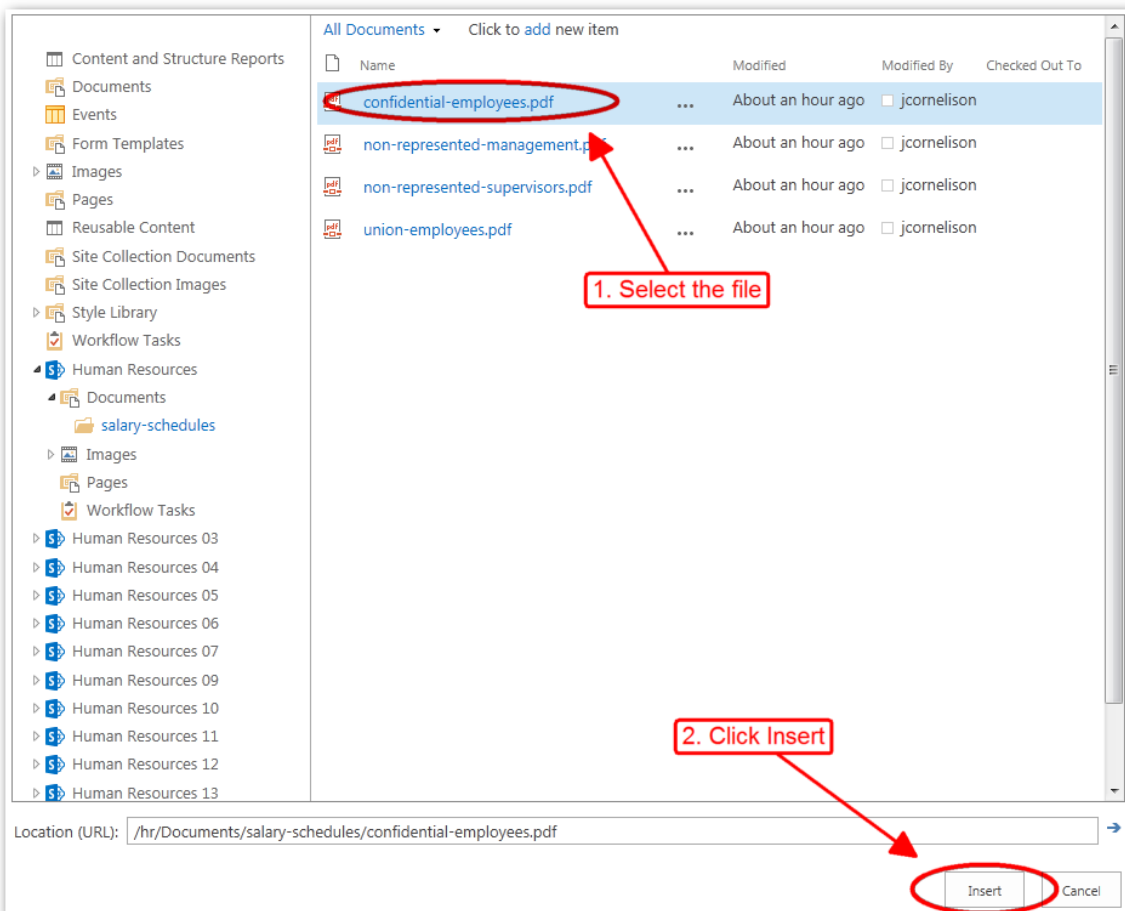 All Documents Click to add new item
Name Modified Modified By Checked Out To
confidential-employees.pdf ... About an hour ago jcornelison
non-represented-management.pdf ... About an hour ago jcornelison
non-represented-supervisors.pdf ... About an hour ago jcornelison
union-employees.pdf ... About an hour ago jcornelison
1. Select the file
Content and Structure Reports
Documents
Events
Form Templates
Images
Pages
Reusable Content
Site Collection Documents
Site Collection Images
Style Library
Workflow Tasks
Human Resources
Documents
salary-schedules
Images
Pages
Workflow Tasks
Human Resources 03
Human Resources 04
Human Resources 05
Human Resources 06
Human Resources 07
Human Resources 09
Human Resources 10
Human Resources 11
Human Resources 12
Human Resources 13
2. Click Insert
Location (URL): /hr/Documents/salary-schedules/confidential-employees.pdf
Insert Cancel